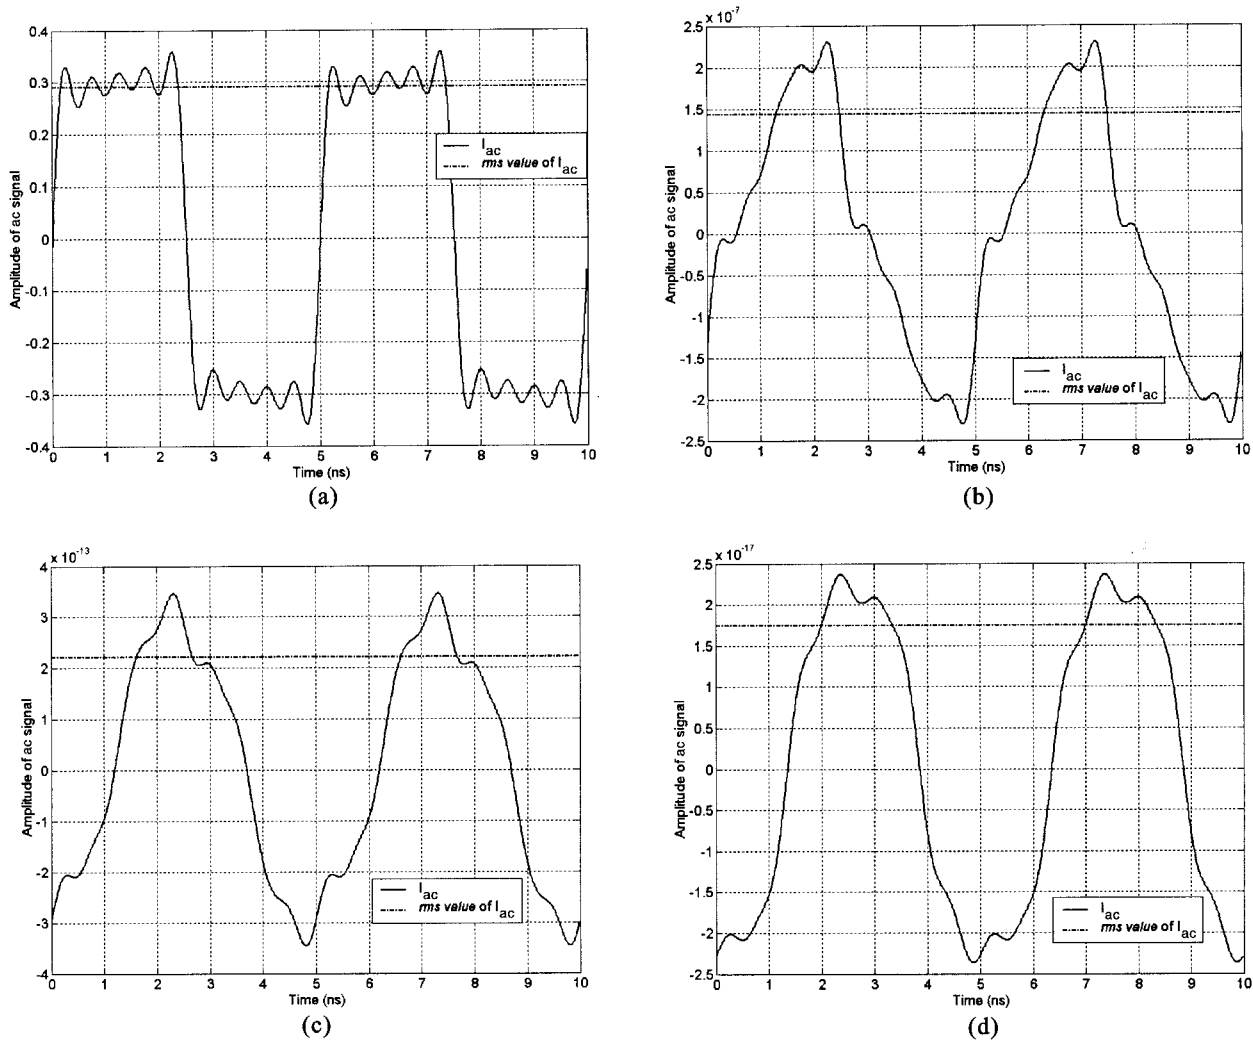 0.4
0.3
0.2
0.1
0
-0.1
-0.2
-0.3
-0.4
Amplitude of ac signal
I_ac
rms value of I_ac
0 1 2 3 4 5 6 7 8 9 10
Time (ns)
(a)
x 10^-7
2.5
2
1.5
1
0.5
0
-0.5
-1
-1.5
-2
-2.5
Amplitude of ac signal
I_ac
rms value of I_ac
0 1 2 3 4 5 6 7 8 9 10
Time (ns)
(b)
x 10^-13
4
3
2
1
0
-1
-2
-3
-4
Amplitude of ac signal
I_ac
rms value of I_ac
0 1 2 3 4 5 6 7 8 9 10
Time (ns)
(c)
x 10^-17
2.5
2
1.5
1
0.5
0
-0.5
-1
-1.5
-2
-2.5
Amplitude of ac signal
I_ac
rms value of I_ac
0 1 2 3 4 5 6 7 8 9 10
Time (ns)
(d)